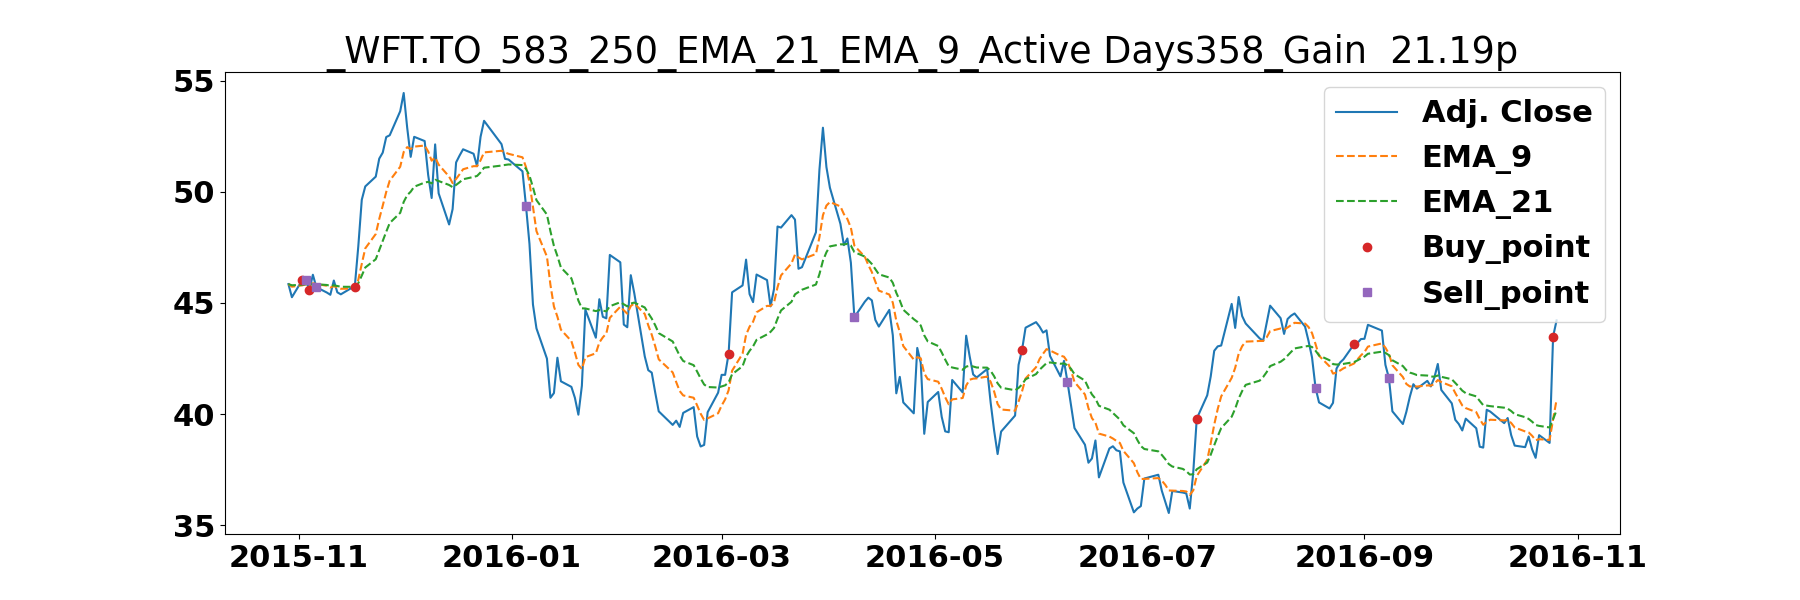 _WFT.TO_583_250_EMA_21_EMA_9_Active Days358_Gain  21.19p
55
50
45
40
35
Adj. Close
EMA_9
EMA_21
Buy_point
Sell_point
2015-11 2016-01 2016-03 2016-05 2016-07 2016-09 2016-11